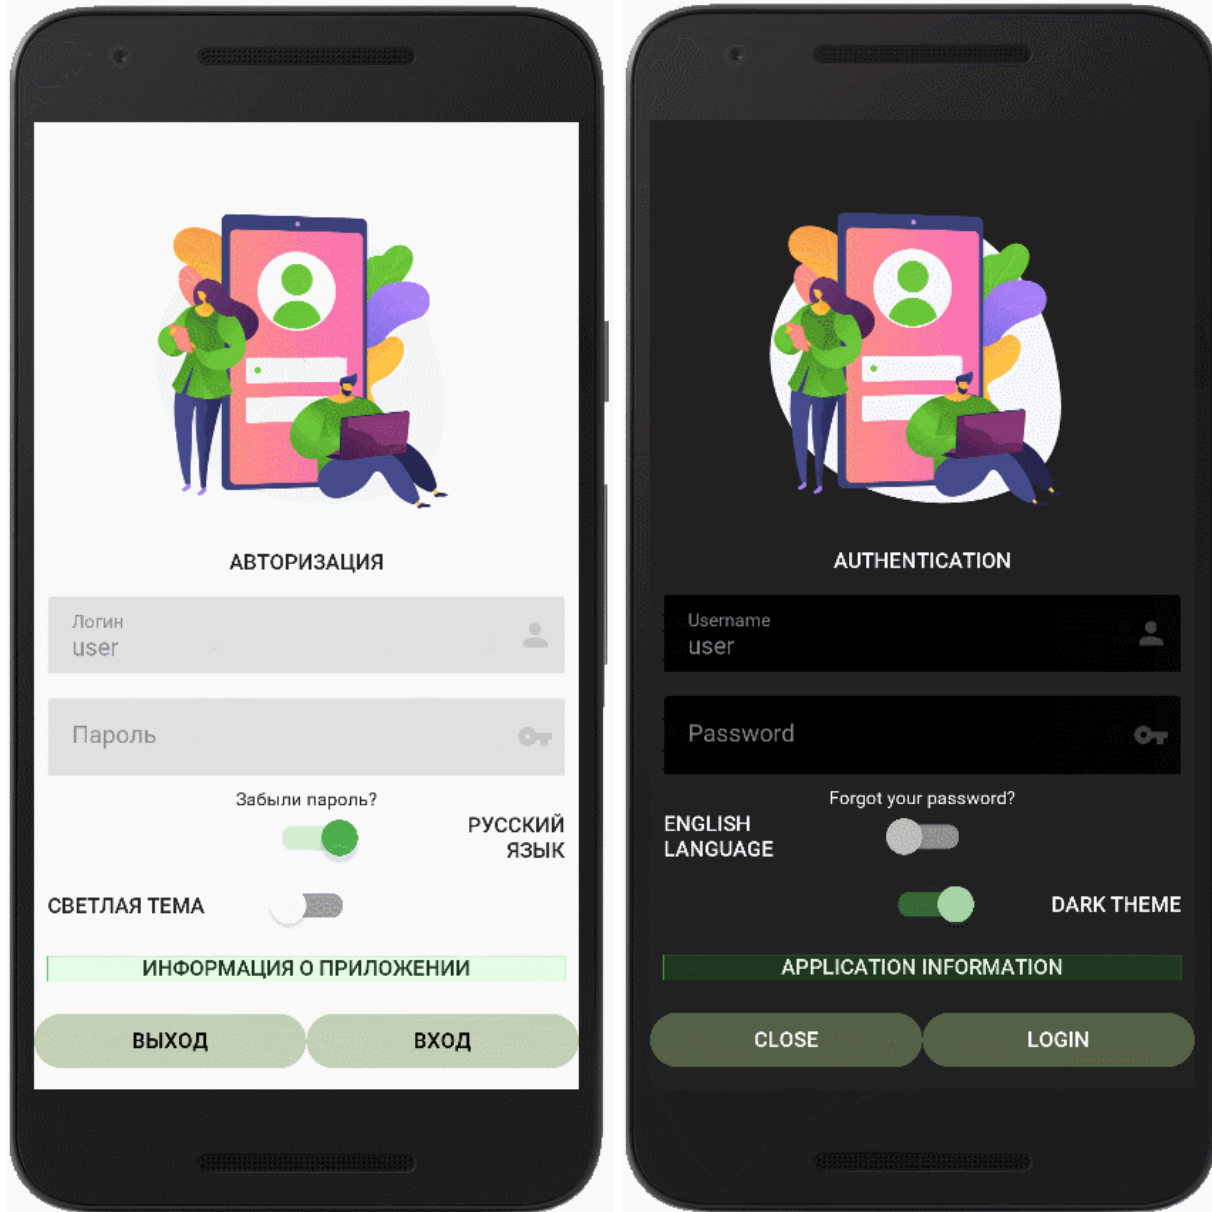 АВТОРИЗАЦИЯ
Логин
user
Пароль
Забыли пароль?
РУССКИЙ
ЯЗЫК
СВЕТЛАЯ ТЕМА
ИНФОРМАЦИЯ О ПРИЛОЖЕНИИ
ВЫХОД
ВХОД
AUTHENTICATION
Username
user
Password
Forgot your password?
ENGLISH
LANGUAGE
DARK THEME
APPLICATION INFORMATION
CLOSE
LOGIN